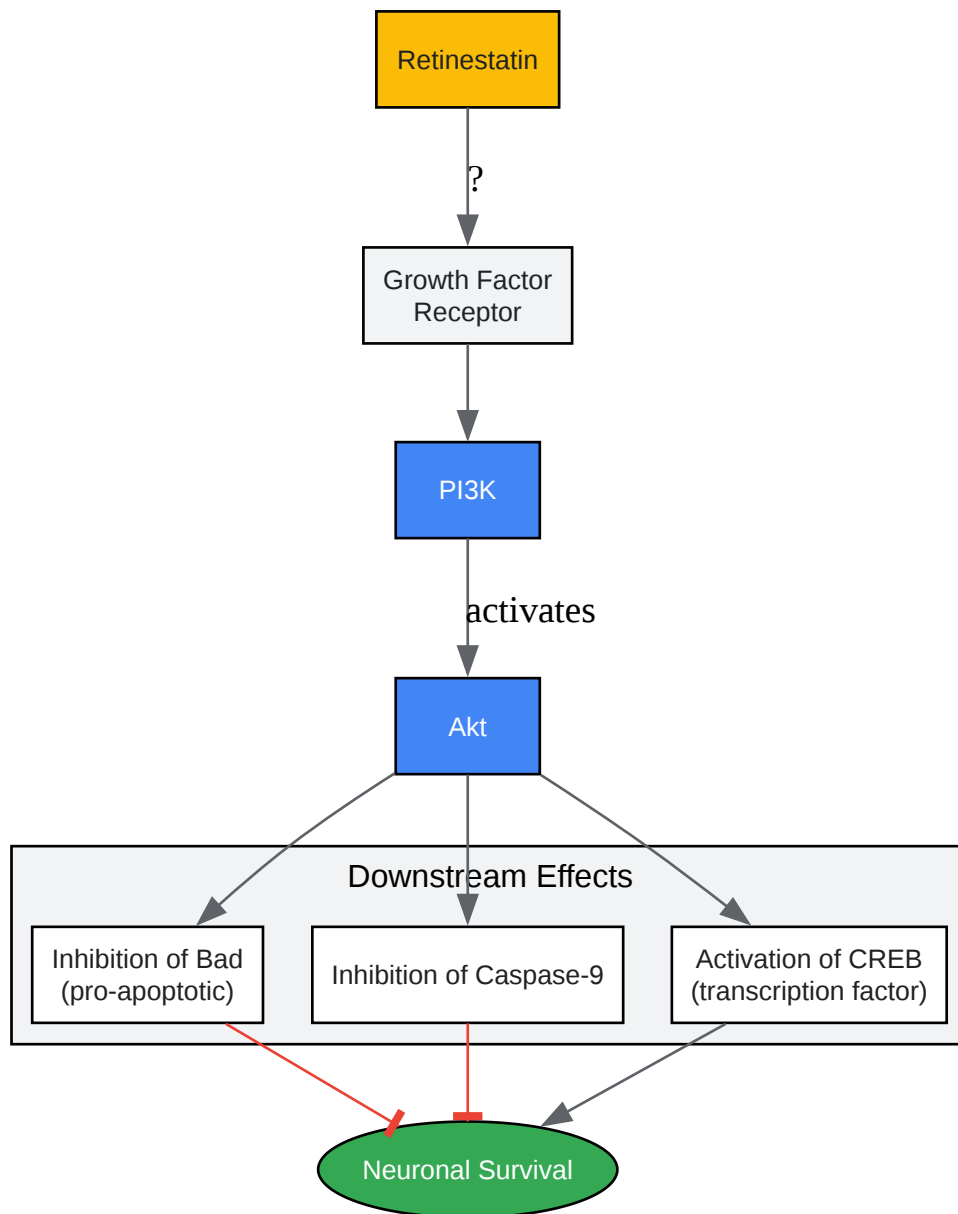 Retinestatin
?
Growth Factor
Receptor
PI3K
activates
Akt
Downstream Effects
Inhibition of Bad
(pro-apoptotic)
Inhibition of Caspase-9
Activation of CREB
(transcription factor)
Neuronal Survival